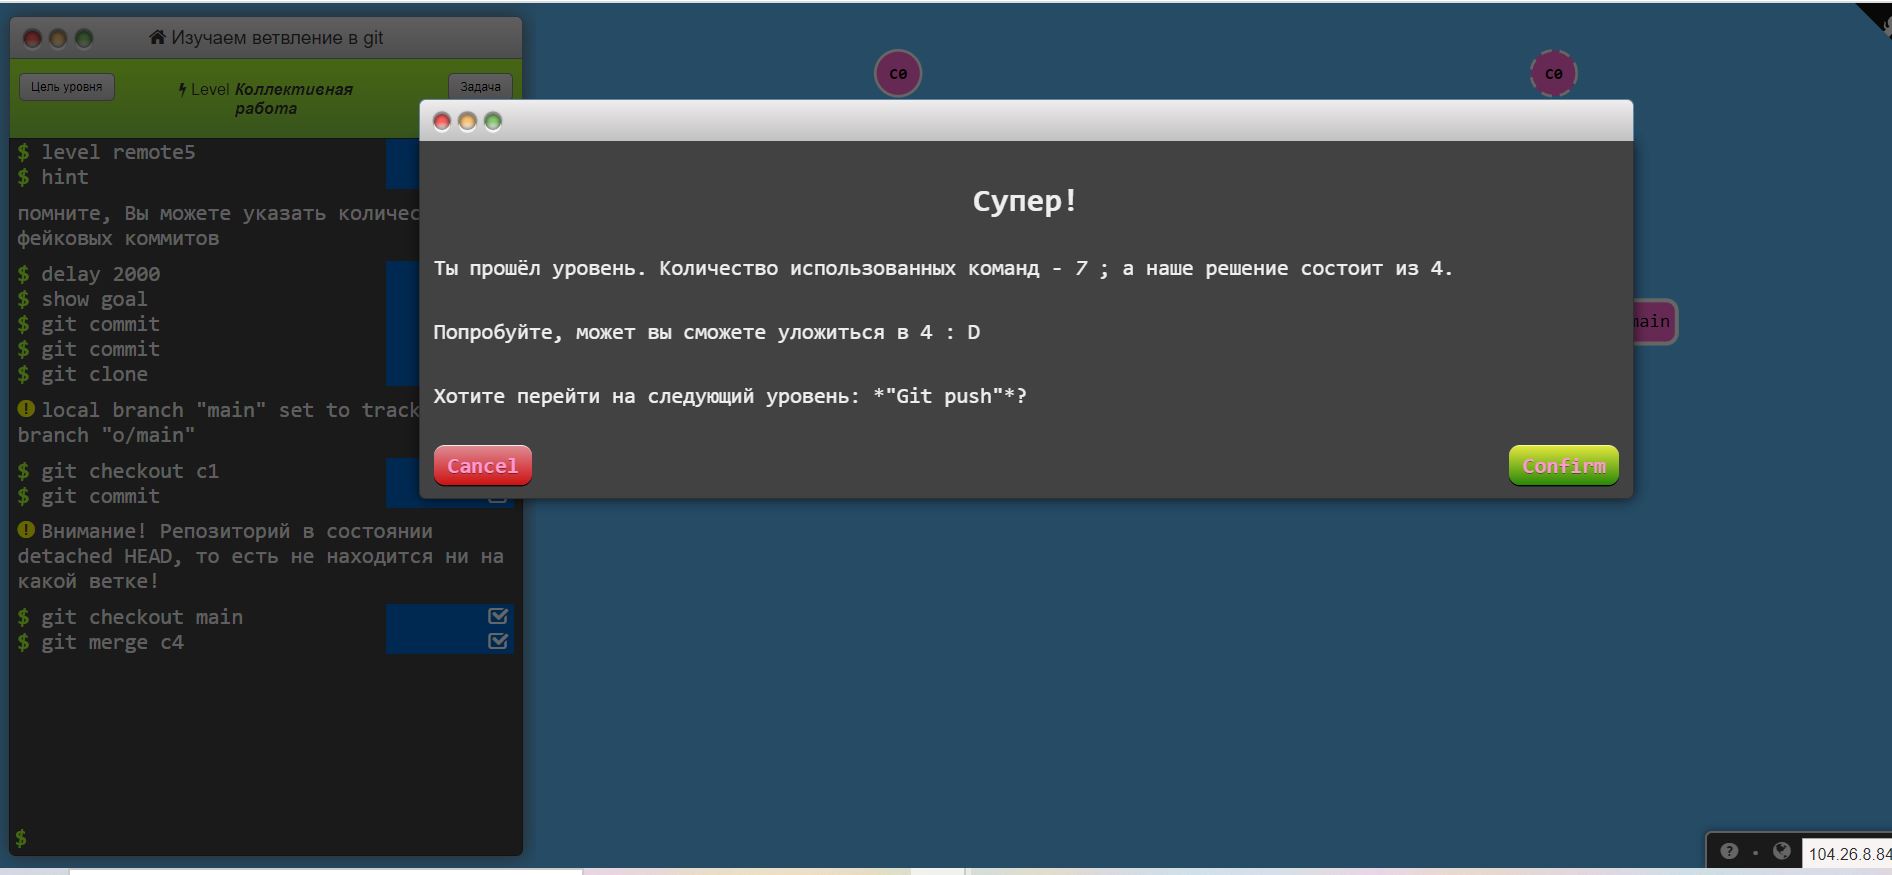 Изучаем ветвление в git
Цель уровня
Level Коллективная
работа
Задача
$ level remote5
$ hint
помните, Вы можете указать
фейковых коммитов
$ delay 2000
$ show goal
$ git commit
$ git commit
$ git clone
local branch "main" set to track
branch "o/main"
$ git checkout c1
$ git commit
Внимание! Репозиторий в состоянии
detached HEAD, то есть не находится ни на
какой ветке!
$ git checkout main
$ git merge c4
$
C0
C0
Супер!
Ты прошёл уровень. Количество использованных команд - 7 ; а наше решение состоит из 4.
Попробуйте, может вы сможете уложиться в 4 : D
Хотите перейти на следующий уровень: *"Git push"*?
Cancel
Confirm
main
104.26.8.84